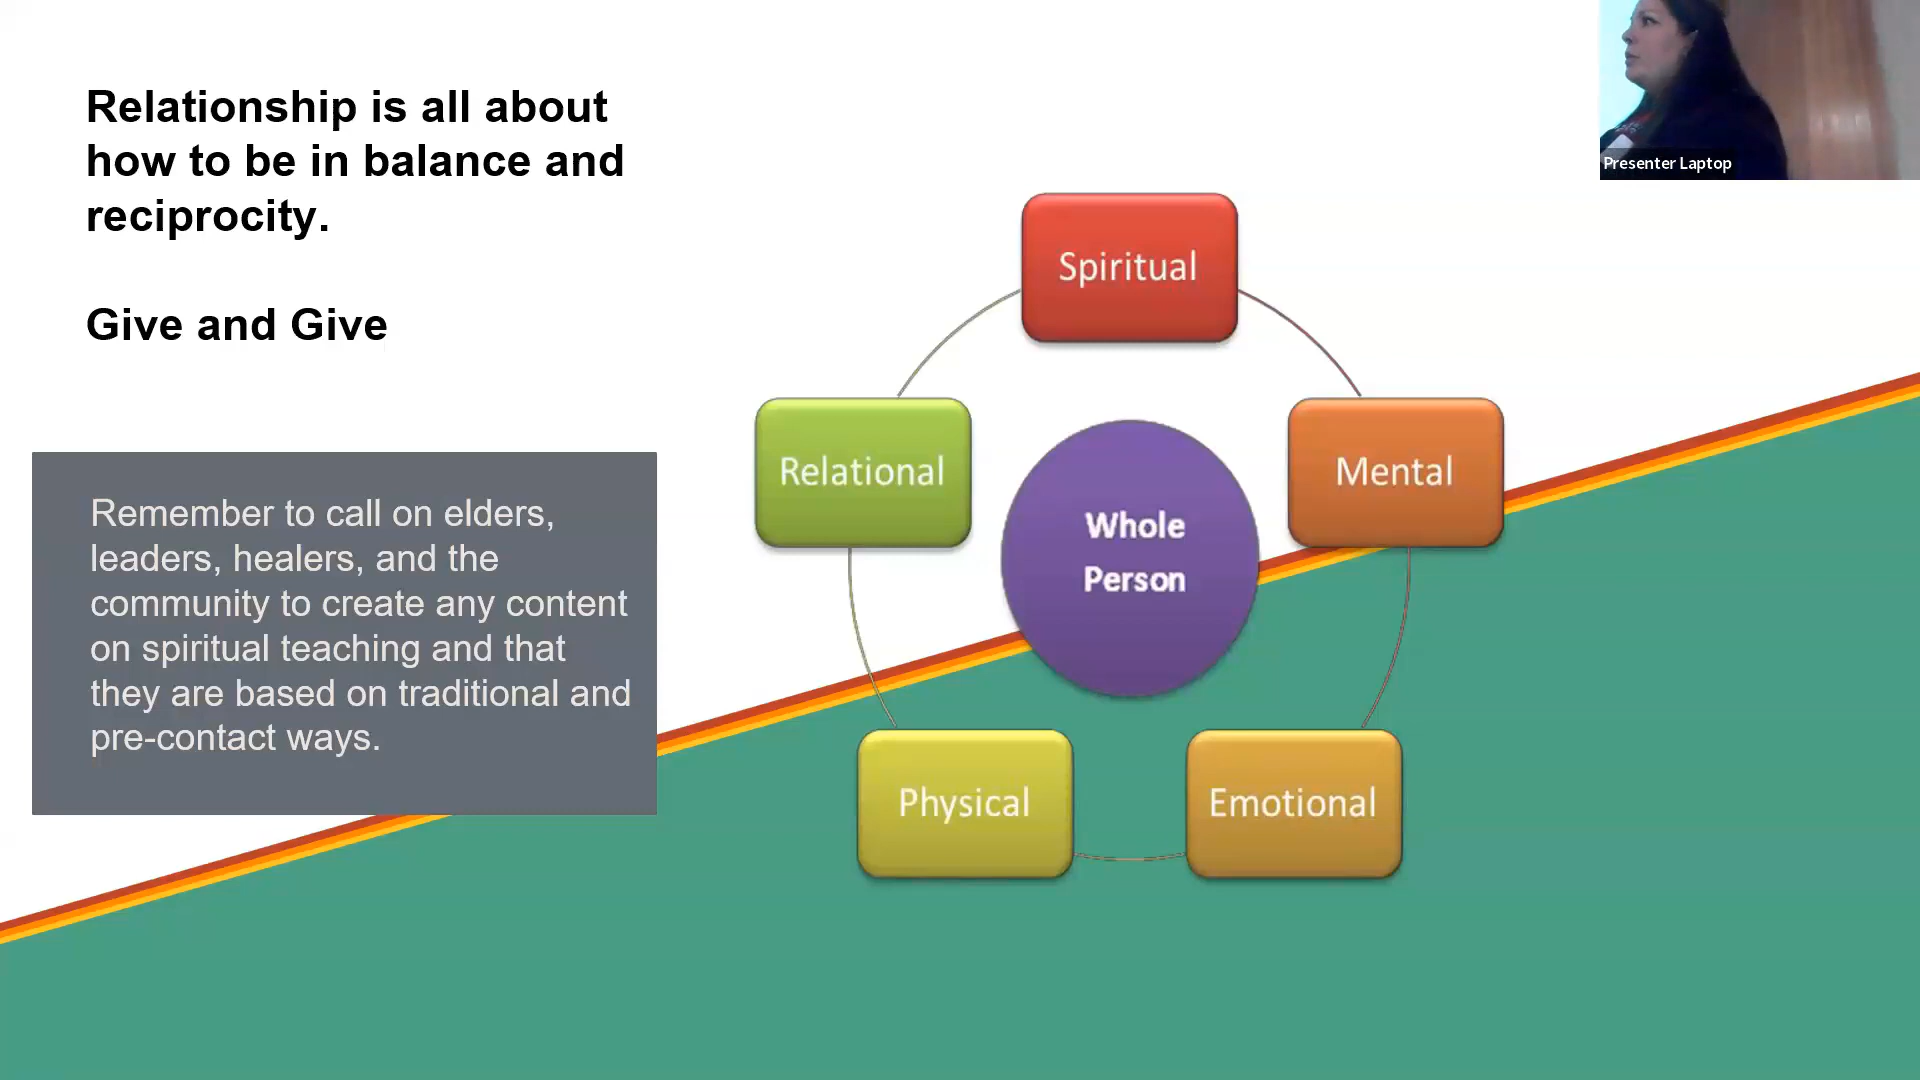 Relationship is all about
how to be in balance and
reciprocity.
Give and Give
Remember to call on elders,
leaders, healers, and the
community to create any content
on spiritual teaching and that
they are based on traditional and
pre-contact ways.
Spiritual
Relational
Mental
Whole
Person
Physical
Emotional
Presenter Laptop